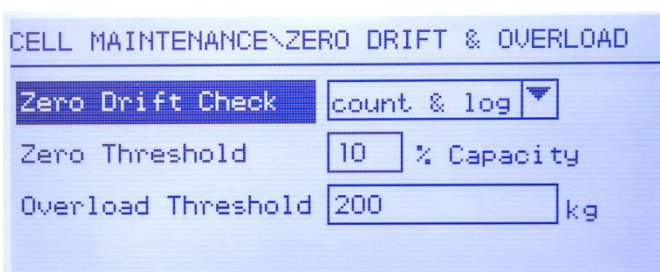 CELL MAINTENANCE\ZERO DRIFT & OVERLOAD
Zero Drift Check count & log
Zero Threshold 10 % Capacity
Overload Threshold 200 kg